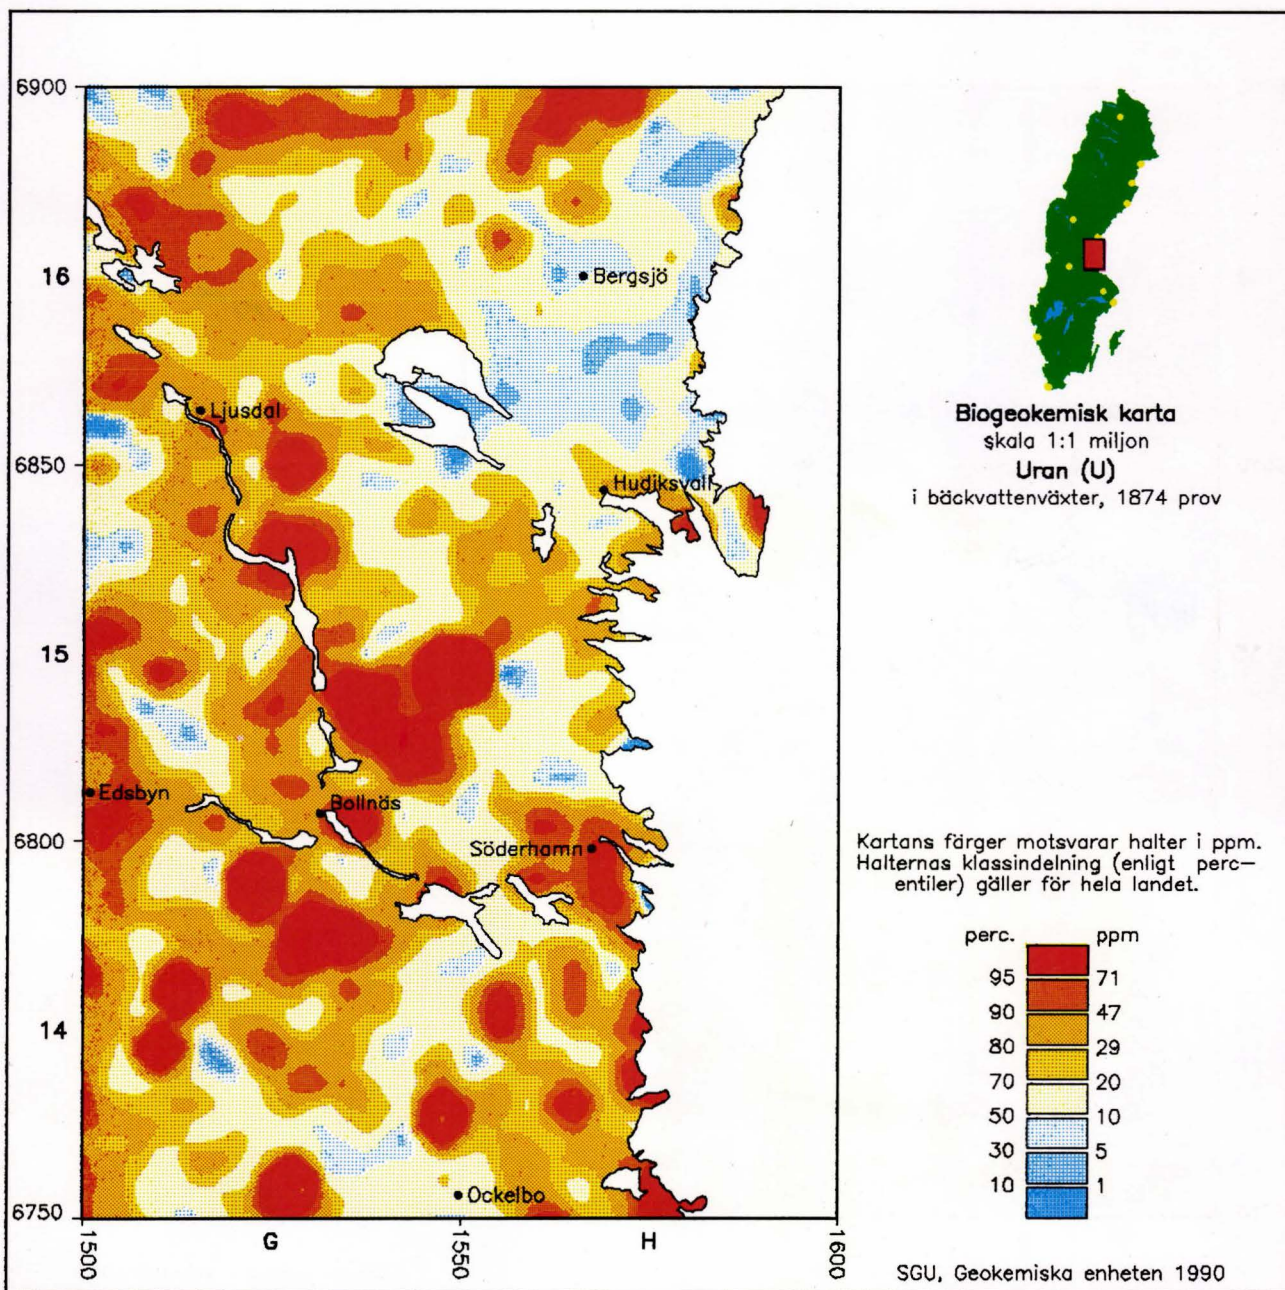 6900
16
Bergsjö
Ljusdal
6850
Hudiksvall
15
Edsbyn
Bollnäs
6800
Söderhamn
14
Ockelbo
6750
1500
G
1550
H
1600
Biogeokemisk karta
skala 1:1 miljon
Uran (U)
i bäckvattenväxter, 1874 prov
Kartans färger motsvarar halter i ppm.
Halternas klassindelning (enligt perc-
entiler) gäller för hela landet.
perc. ppm
95 71
90 47
80 29
70 20
50 10
30 5
10 1
SGU, Geokemiska enheten 1990